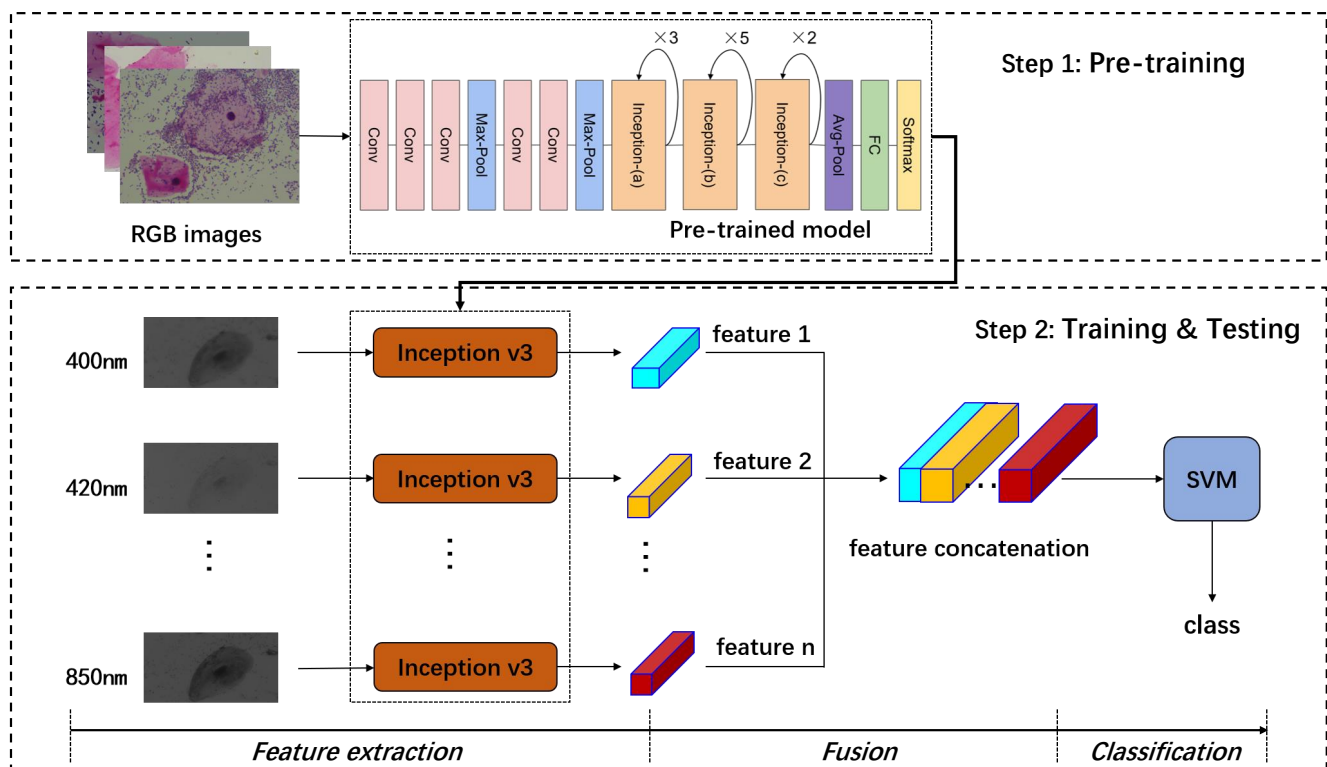 Step 1: Pre-training
×3
×5
×2
Conv
Conv
Conv
Max-Pool
Conv
Conv
Max-Pool
Inception-(a)
Inception-(b)
Inception-(c)
Avg-Pool
FC
Softmax
RGB images
Pre-trained model
Step 2: Training & Testing
400nm
Inception v3
feature 1
420nm
Inception v3
feature 2
...
SVM
feature concatenation
⋮
⋮
⋮
class
850nm
Inception v3
feature n
Feature extraction
Fusion
Classification